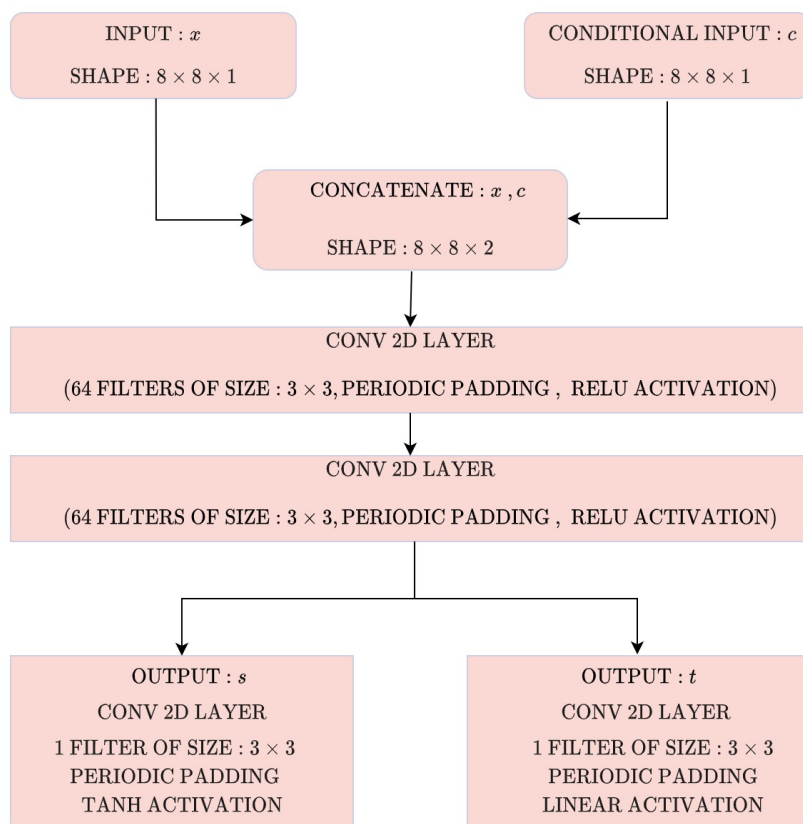 INPUT : x
SHAPE : 8 × 8 × 1
CONDITIONAL INPUT : c
SHAPE : 8 × 8 × 1
CONCATENATE : x , c
SHAPE : 8 × 8 × 2
CONV 2D LAYER
(64 FILTERS OF SIZE : 3 × 3, PERIODIC PADDING , RELU ACTIVATION)
CONV 2D LAYER
(64 FILTERS OF SIZE : 3 × 3, PERIODIC PADDING , RELU ACTIVATION)
OUTPUT : s
CONV 2D LAYER
1 FILTER OF SIZE : 3 × 3
PERIODIC PADDING
TANH ACTIVATION
OUTPUT : t
CONV 2D LAYER
1 FILTER OF SIZE : 3 × 3
PERIODIC PADDING
LINEAR ACTIVATION